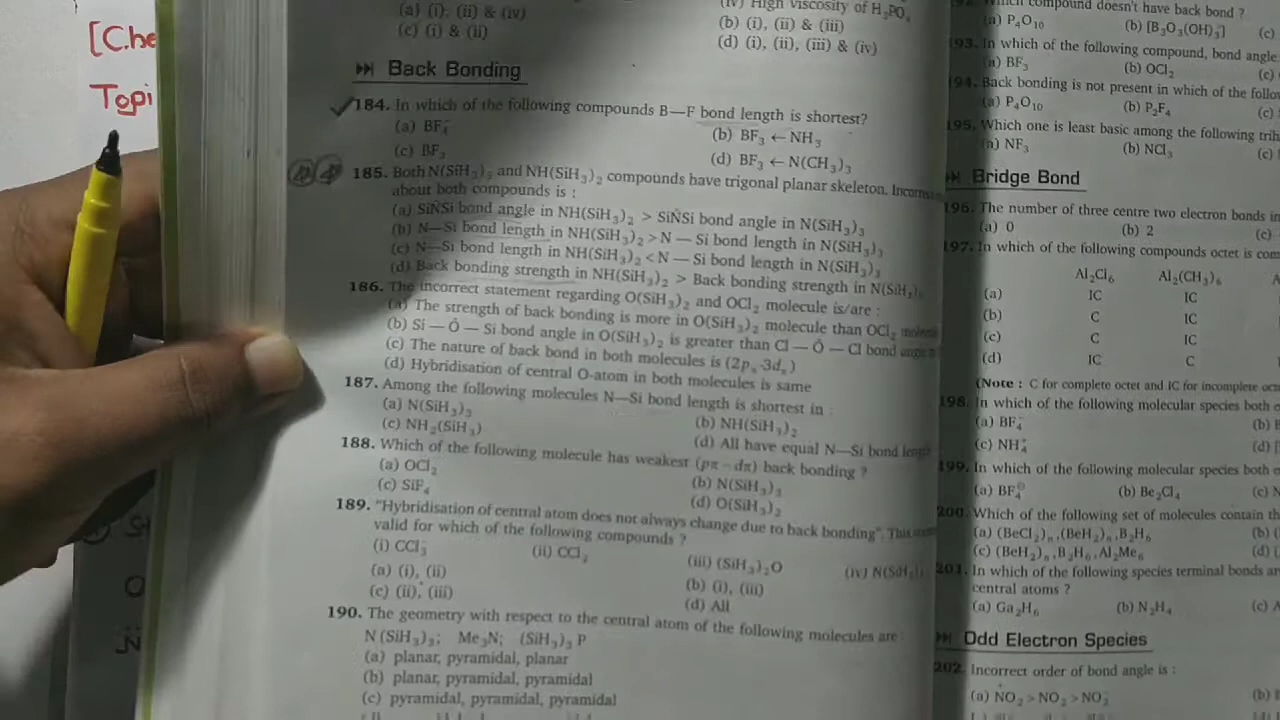 [Che
Topi
(a) (i), (ii) & (iv)
(c) (i) & (ii)
(iv) High viscosity of H₃PO₄
(b) (i), (ii) & (iii)
(d) (i), (ii), (iii) & (iv)
Back Bonding
184. In which of the following compounds B—F bond length is shortest?
(a) BF₄⁻
(b) BF₃ ← NH₃
(c) BF₃
(d) BF₃ ← N(CH₃)₃
185. Both N(SiH₃)₃ and NH(SiH₃)₂ compounds have trigonal planar skeleton.
about both compounds is :
(a) SiN̂Si bond angle in NH(SiH₃)₂ > SiN̂Si bond angle in N(SiH₃)₃
(b) N—Si bond length in NH(SiH₃)₂ > N — Si bond length in N(SiH₃)₃
(c) N—Si bond length in NH(SiH₃)₂ < N — Si bond length in N(SiH₃)₃
(d) Back bonding strength in NH(SiH₃)₂ > Back bonding strength in N(SiH₃)₃
186. The incorrect statement regarding O(SiH₃)₂ and OCl₂ molecule is/are :
(a) The strength of back bonding is more in O(SiH₃)₂ molecule than OCl₂
(b) Si — Ô — Si bond angle in O(SiH₃)₂ is greater than Cl — Ô — Cl bond
(c) The nature of back bond in both molecules is (2pπ-3dπ)
(d) Hybridisation of central O-atom in both molecules is same
187. Among the following molecules N—Si bond length is shortest in :
(a) N(SiH₃)₃
(b) NH(SiH₃)₂
(c) NH₂(SiH₃)
(d) All have equal N—Si bond
188. Which of the following molecule has weakest (pπ – dπ) back bonding ?
(a) OCl₂
(b) N(SiH₃)₃
(c) SiF₄
(d) O(SiH₃)₂
189. "Hybridisation of central atom does not always change due to back bonding". This
valid for which of the following compounds ?
(i) CCl₃⁻
(ii) CCl₂
(iii) (SiH₃)₂O
(iv)
(a) (i), (ii)
(b) (i), (iii)
(c) (ii), (iii)
(d) All
190. The geometry with respect to the central atom of the following molecules are
N(SiH₃)₃; Me₃N; (SiH₃)₃P
(a) planar, pyramidal, planar
(b) planar, pyramidal, pyramidal
(c) pyramidal, pyramidal, pyramidal
compound doesn't have back bond ?
(a) P₄O₁₀
(b) [B₃O₃(OH)₃]
(c)
193. In which of the following compound, bond angle
(a) BF₃
(b) OCl₂
(c)
194. Back bonding is not present in which of the
(a) P₄O₁₀
(b) P₂F₄
(c)
195. Which one is least basic among the following
(a) NF₃
(b) NCl₃
(c)
Bridge Bond
196. The number of three centre two electron bonds in
(a) 0
(b) 2
(c)
197. In which of the following compounds octet is
Al₂Cl₆ Al₂(CH₃)₆
(a) IC IC
(b) C IC
(c) C IC
(d) IC C
(Note : C for complete octet and IC for incomplete
198. In which of the following molecular species both
(a) BF₄⁻
(b)
(c) NH₄⁺
(d)
199. In which of the following molecular species both
(a) BF₄⊖
(b) Be₂Cl₄
(c)
200. Which of the following set of molecules contain
(a) (BeCl₂)ₙ, (BeH₂)ₙ, B₂H₆
(b)
(c) (BeH₂)ₙ, B₂H₆, Al₂Me₆
(d)
201. In which of the following species terminal bonds
central atoms ?
(a) Ga₂H₆
(b) N₂H₄
(c)
Odd Electron Species
202. Incorrect order of bond angle is :
(a) NO₂⁺ > NO₂ > NO₂⁻
(b)